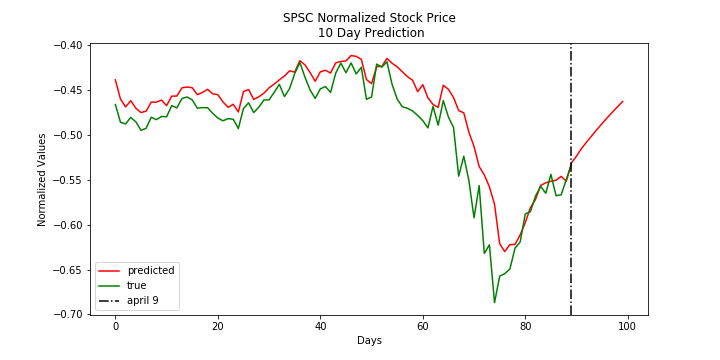 SPSC Normalized Stock Price
10 Day Prediction
Normalized Values
−0.40
−0.45
−0.50
−0.55
−0.60
−0.65
−0.70
predicted
true
april 9
0
20
40
60
80
100
Days